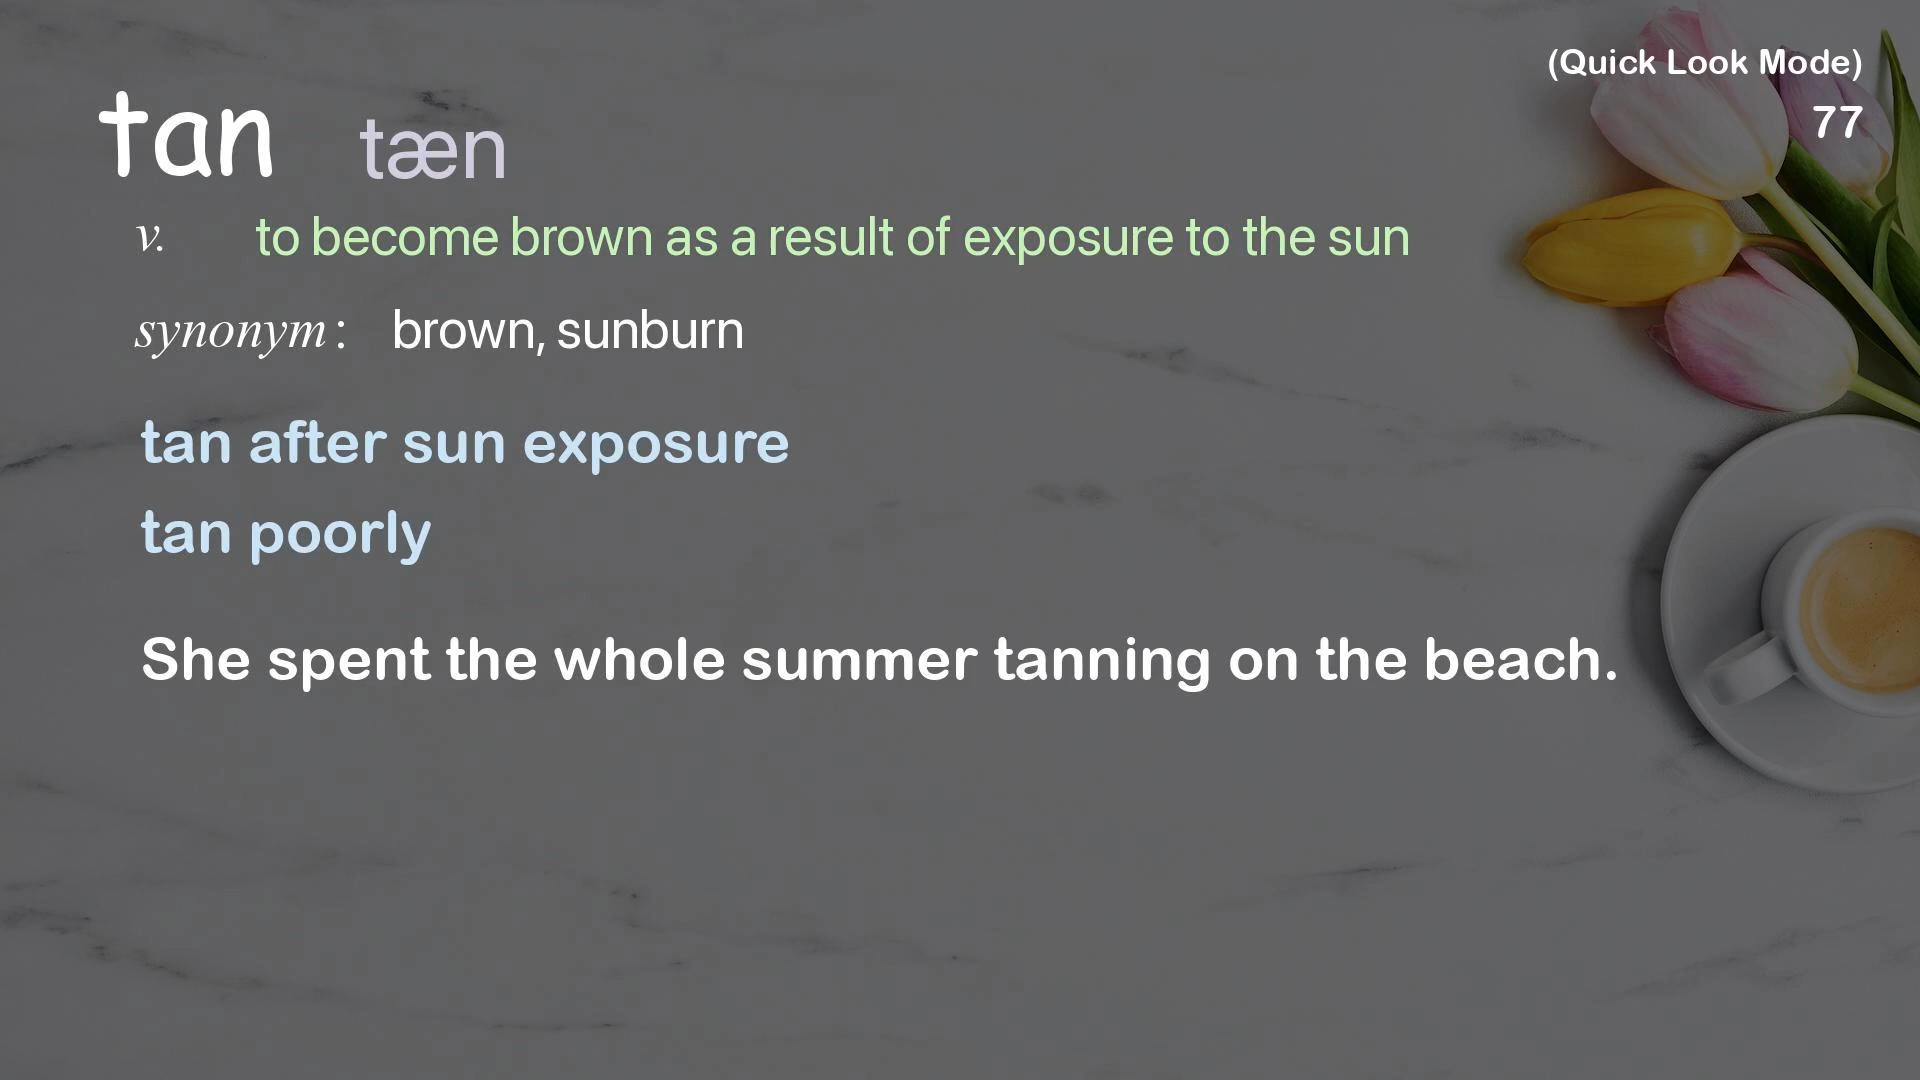 (Quick Look Mode)
77
tan tæn
v. to become brown as a result of exposure to the sun
synonym: brown, sunburn
tan after sun exposure
tan poorly
She spent the whole summer tanning on the beach.